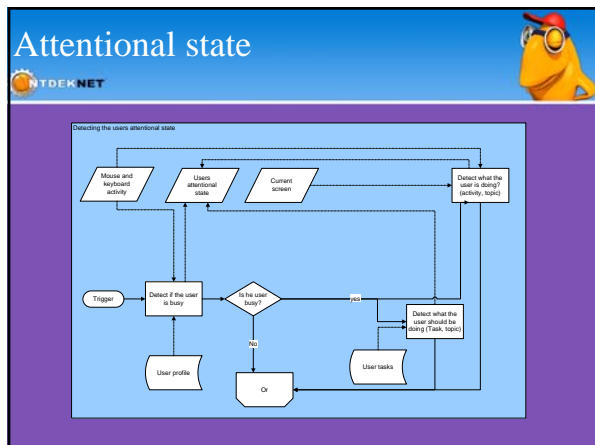 Attentional state
NTDEKNET
Detecting the users attentional state
Mouse and
keyboard
activity
Users
attentional
state
Current
screen
Detect what the
user is doing?
(activity, topic)
Trigger
Detect if the user
is busy
Is he user
busy?
yes
Detect what the
user should be
doing (Task, topic)
No
User profile
User tasks
Or